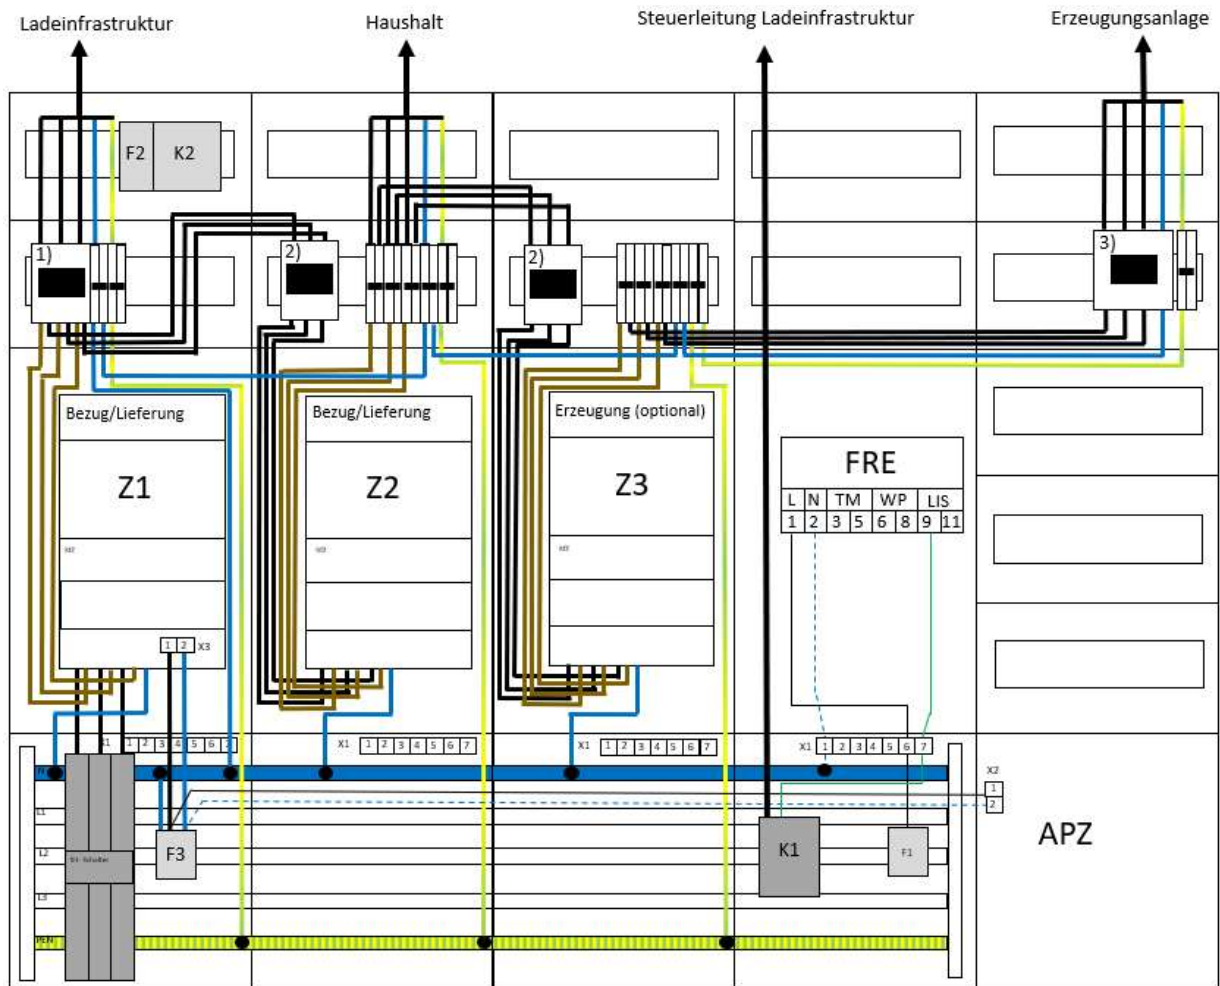 Ladeinfrastruktur
Haushalt
Steuerleitung Ladeinfrastruktur
Erzeugungsanlage
F2 K2
1)
2)
2)
3)
Bezug/Lieferung
Bezug/Lieferung
Erzeugung (optional)
Z1
Z2
Z3
FRE
L N TM WP LIS
1 2 3 5 6 8 9 11
1 2 X3
X1 1 2 3 4 5 6 7
X1 1 2 3 4 5 6 7
X1 1 2 3 4 5 6 7
X1 1 2 3 4 5 6 7
X2
1
2
N
L1
L2
L3
PEN
F3
K1
F1
APZ